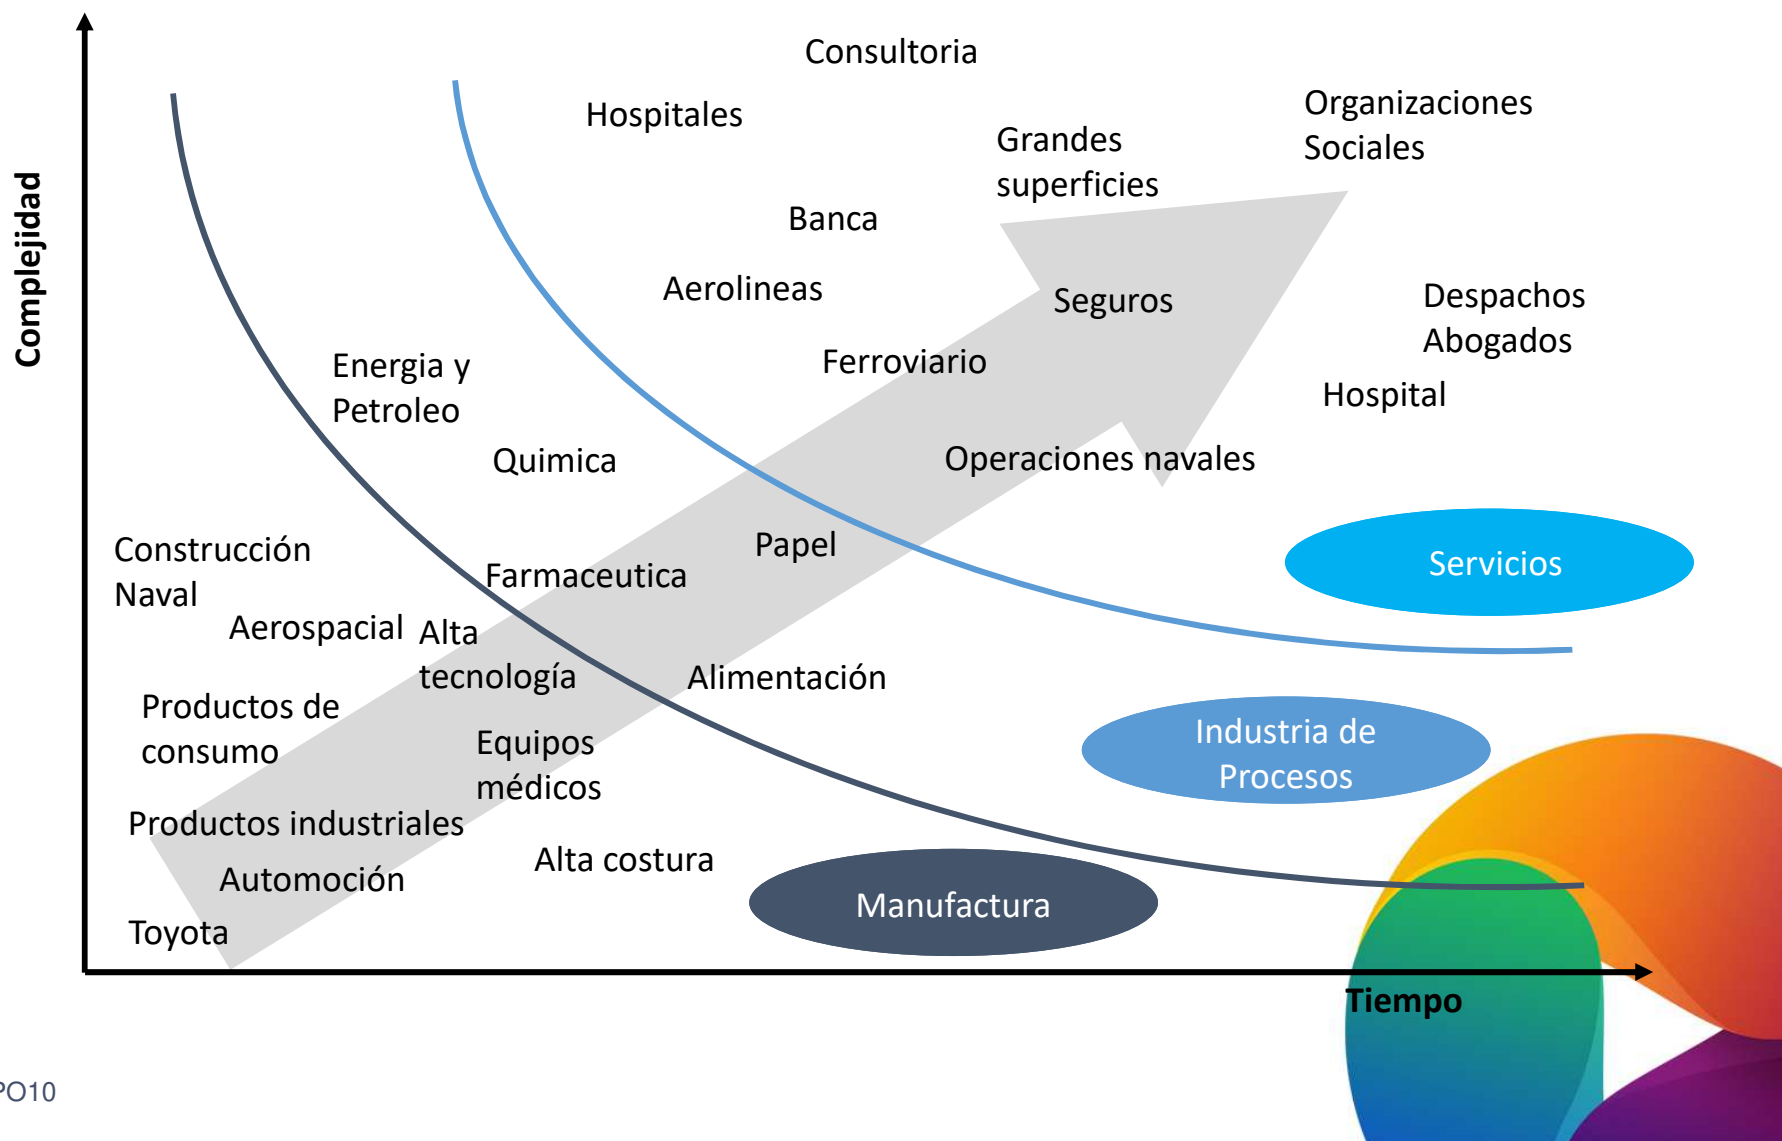 Consultoria
Hospitales
Organizaciones
Sociales
Grandes
superficies
Banca
Aerolineas
Seguros
Despachos
Abogados
Complejidad
Energia y
Petroleo
Ferroviario
Hospital
Quimica
Operaciones navales
Construcción
Naval
Papel
Farmaceutica
Servicios
Aerospacial
Alta
tecnología
Alimentación
Productos de
consumo
Equipos
médicos
Industria de
Procesos
Productos industriales
Alta costura
Automoción
Manufactura
Toyota
Tiempo
PO10